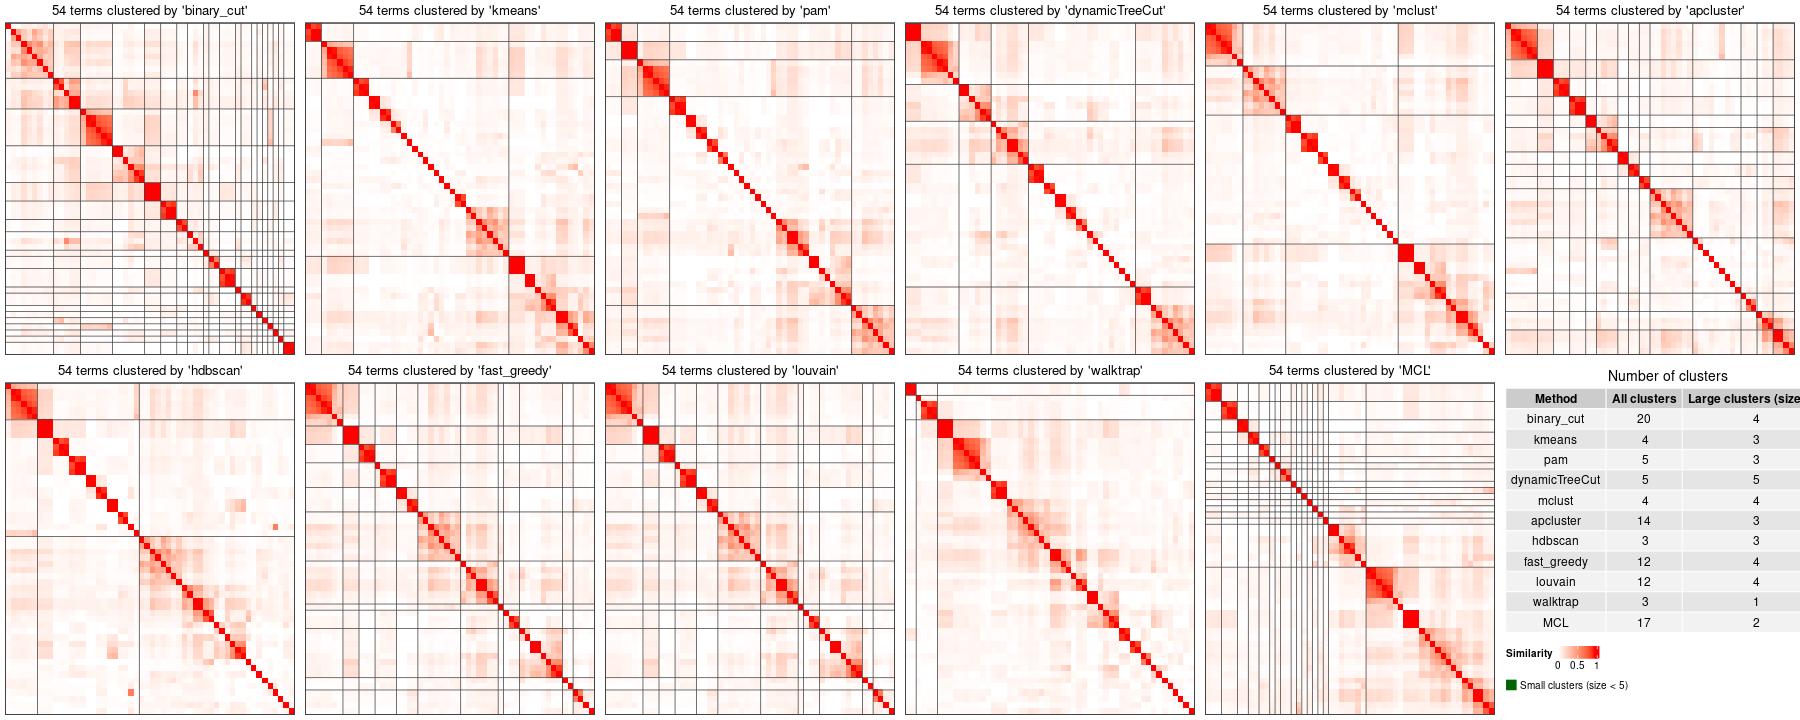 54 terms clustered by 'binary_cut'
54 terms clustered by 'kmeans'
54 terms clustered by 'pam'
54 terms clustered by 'dynamicTreeCut'
54 terms clustered by 'mclust'
54 terms clustered by 'apcluster'
54 terms clustered by 'hdbscan'
54 terms clustered by 'fast_greedy'
54 terms clustered by 'louvain'
54 terms clustered by 'walktrap'
54 terms clustered by 'MCL'
Number of clusters
Method All clusters Large clusters (size
binary_cut 20 4
kmeans 4 3
pam 5 3
dynamicTreeCut 5 5
mclust 4 4
apcluster 14 3
hdbscan 3 3
fast_greedy 12 4
louvain 12 4
walktrap 3 1
MCL 17 2
Similarity
0 0.5 1
Small clusters (size < 5)